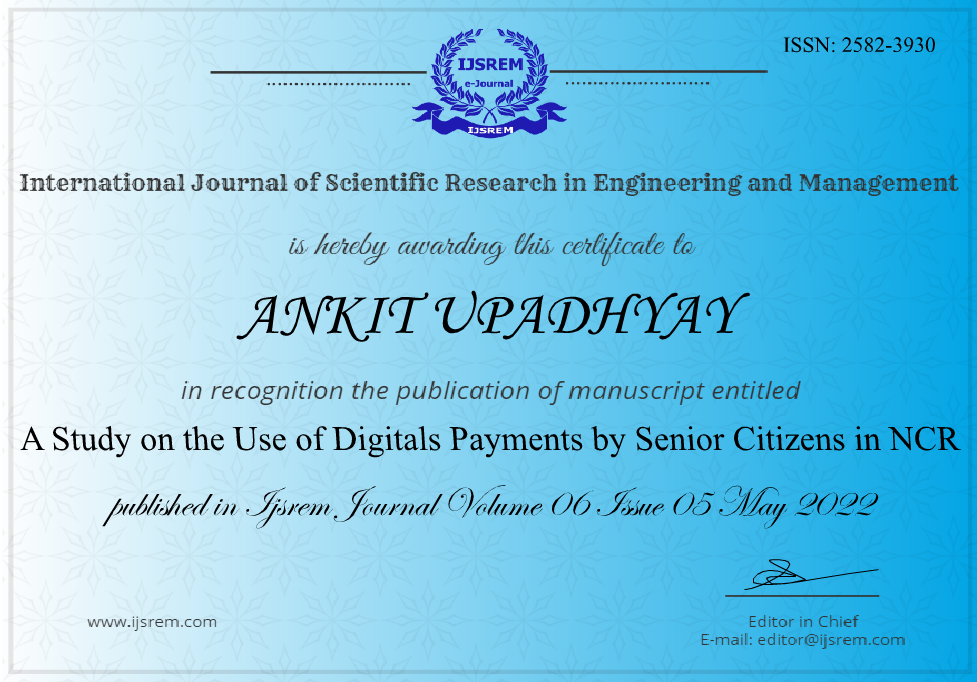 ISSN: 2582-3930
IJSREM
e-Journal
IJSREM
International Journal of Scientific Research in Engineering and Management
is hereby awarding this certificate to
ANKIT UPADHYAY
in recognition the publication of manuscript entitled
A Study on the Use of Digitals Payments by Senior Citizens in NCR
published in Ijsrem Journal Volume 06 Issue 05 May 2022
www.ijsrem.com
Editor in Chief
E-mail: editor@ijsrem.com